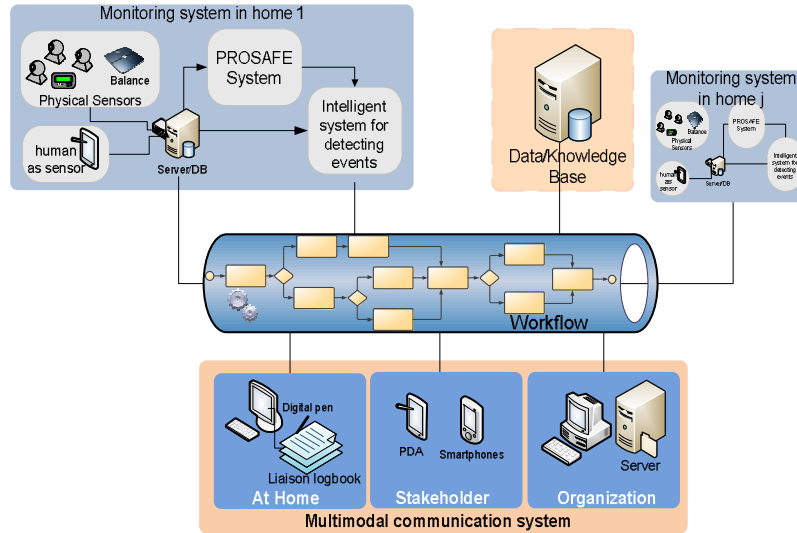 Monitoring system in home 1
Balance
Physical Sensors
PROSAFE
System
human
as sensor
Server/DB
Intelligent
system for
detecting
events
Data/Knowledge
Base
Monitoring system
in home j
Balance
Physical
Sensors
PROSAFE
System
human
as sensor
Server/DB
Intelligent
system for
detecting
events
Workflow
Digital pen
Liaison logbook
At Home
PDA
Smartphones
Stakeholder
Server
Organization
Multimodal communication system